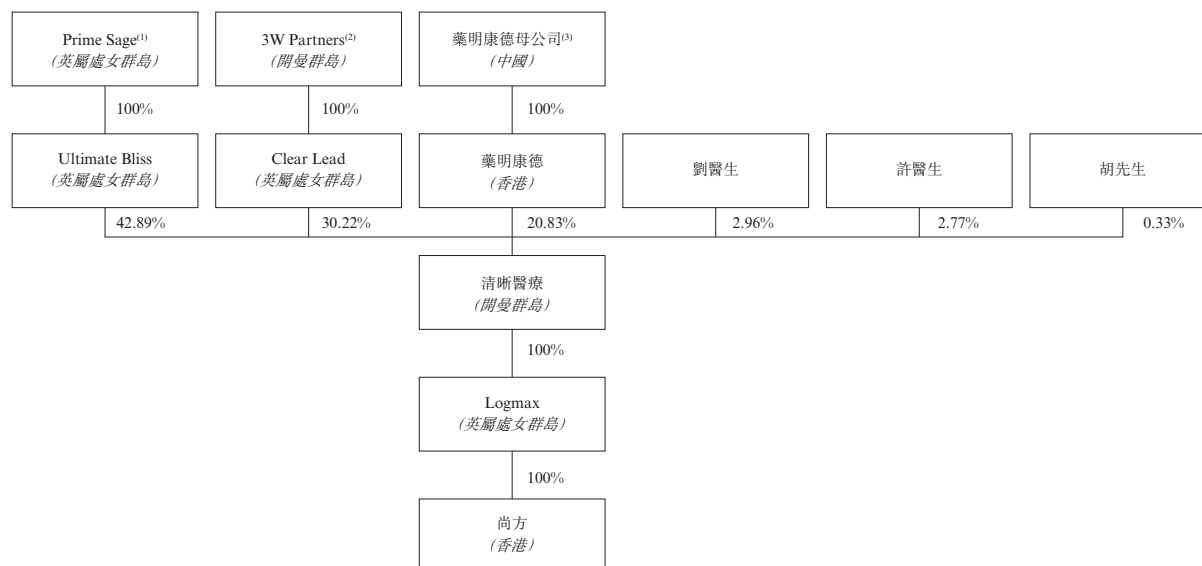 Prime Sage(1)
(英屬處女群島)
3W Partners(2)
(開曼群島)
藥明康德母公司(3)
(中國)
100%
100%
100%
Ultimate Bliss
(英屬處女群島)
Clear Lead
(英屬處女群島)
藥明康德
(香港)
劉醫生
許醫生
胡先生
42.89%
30.22%
20.83%
2.96%
2.77%
0.33%
清晰醫療
(開曼群島)
100%
Logmax
(英屬處女群島)
100%
尚方
(香港)